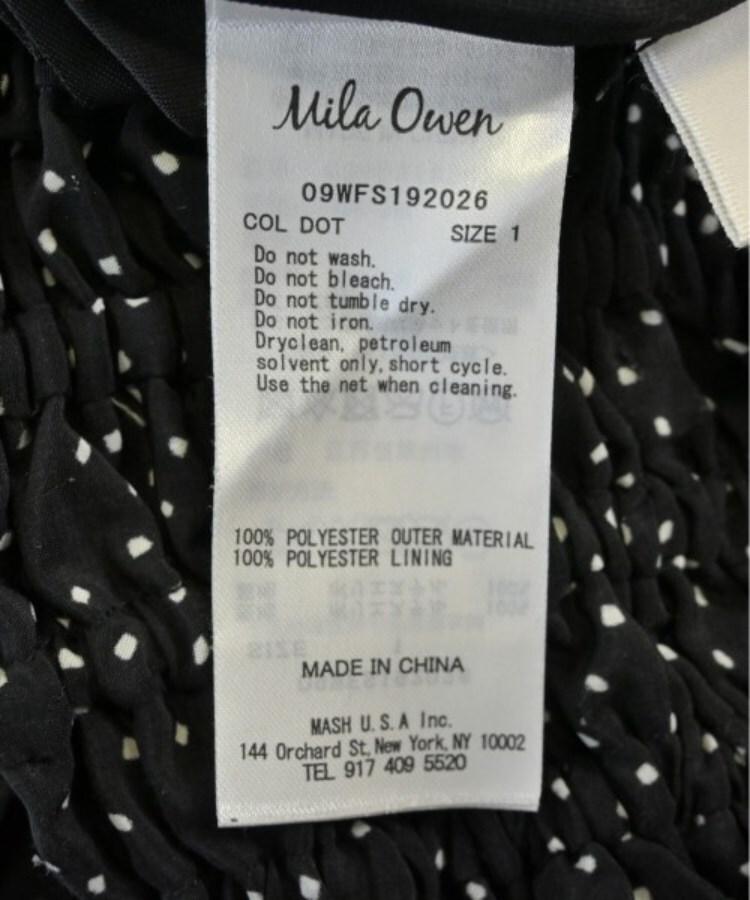 Mila Owen
09WFS192026
COL DOT SIZE 1
Do not wash.
Do not bleach.
Do not tumble dry.
Do not iron.
Dryclean, petroleum
solvent only, short cycle.
Use the net when cleaning.
100% POLYESTER OUTER MATERIAL
100% POLYESTER LINING
MADE IN CHINA
MASH U.S.A Inc.
144 Orchard St, New York, NY 10002
TEL 917 409 5520